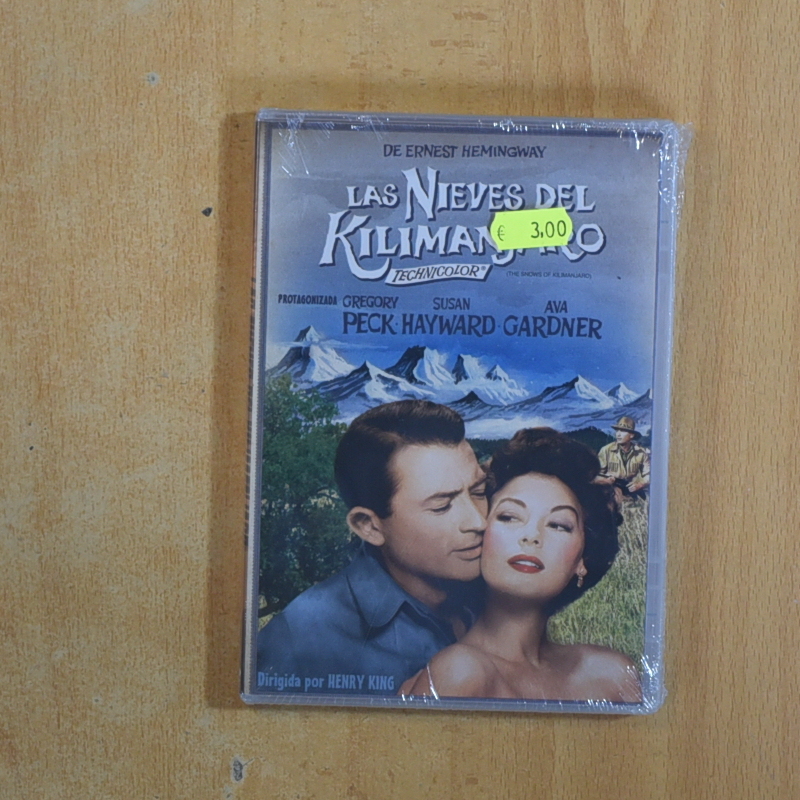 DE ERNEST HEMINGWAY
LAS NIEVES DEL
KILIMANJARO
€ 3.00
TECHNICOLOR®
(THE SNOWS OF KILIMANJARO)
PROTAGONIZADA GREGORY SUSAN AVA
PECK · HAYWARD · GARDNER
Dirigida por HENRY KING